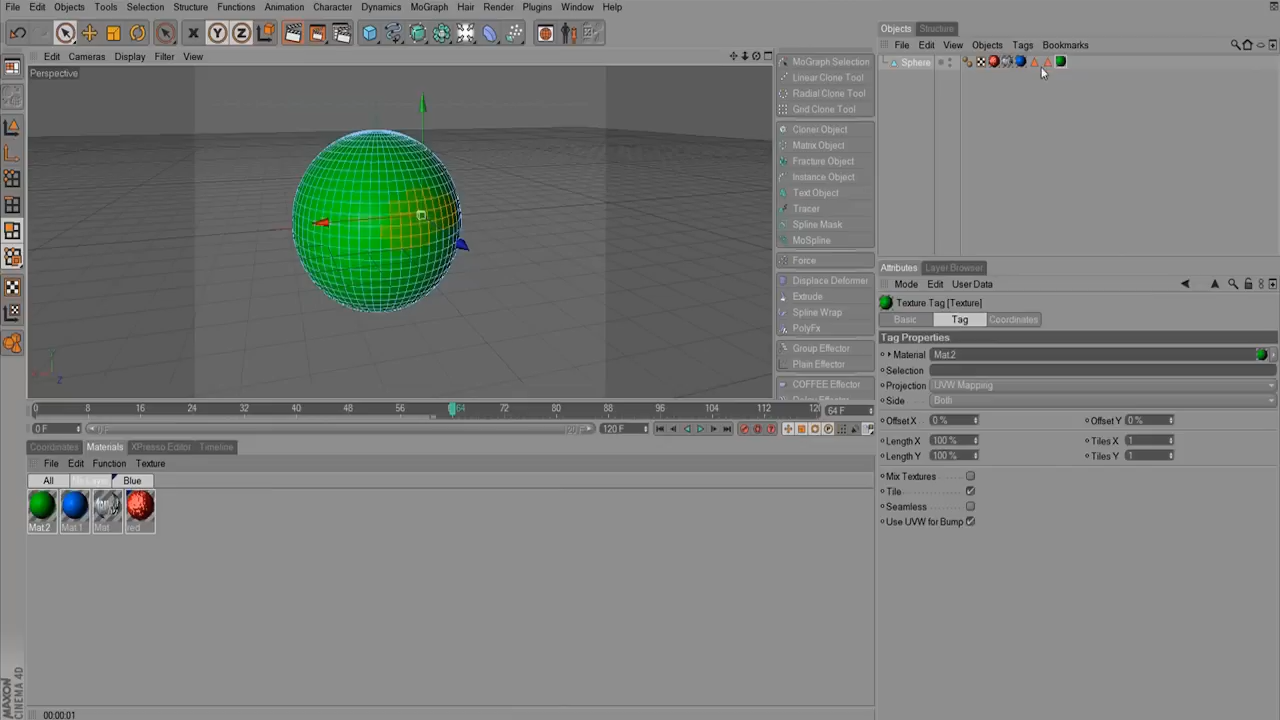 File Edit Objects Tools Selection Structure Functions Animation Character Dynamics MoGraph Hair Render Plugins Window Help
Edit Cameras Display Filter View
Perspective
MoGraph Selection
Linear Clone Tool
Radial Clone Tool
Grid Clone Tool
Cloner Object
Matrix Object
Fracture Object
Instance Object
Text Object
Tracer
Spline Mask
MoSpline
Force
Displace Deformer
Extrude
Spline Wrap
PolyFx
Group Effector
Plain Effector
COFFEE Effector
Objects Structure
File Edit View Objects Tags Bookmarks
Sphere
Attributes Layer Browser
Mode Edit User Data
Texture Tag [Texture]
Basic Tag Coordinates
Tag Properties
Material Mat.2
Selection
Projection UVW Mapping
Side Both
Offset X 0 % Offset Y 0 %
Length X 100 % Tiles X 1
Length Y 100 % Tiles Y 1
Mix Textures
Tile
Seamless
Use UVW for Bump
0 8 16 24 32 40 48 56 64 72 80 88 96 104 112 120 64 F
0 F 120 F
Coordinates Materials XPresso Editor Timeline
File Edit Function Texture
All No Layer Blue
Mat.2 Mat.1 Mat red
MAXON
CINEMA 4D
00:00:01